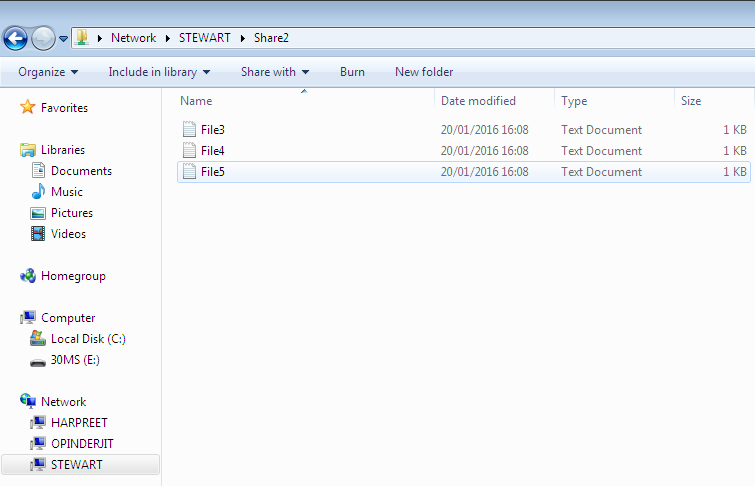 Network STEWART Share2
Organize Include in library Share with Burn New folder
Favorites
Libraries
Documents
Music
Pictures
Videos
Homegroup
Computer
Local Disk (C:)
30MS (E:)
Network
HARPREET
OPINDERJIT
STEWART
Name Date modified Type Size
File3 20/01/2016 16:08 Text Document 1 KB
File4 20/01/2016 16:08 Text Document 1 KB
File5 20/01/2016 16:08 Text Document 1 KB